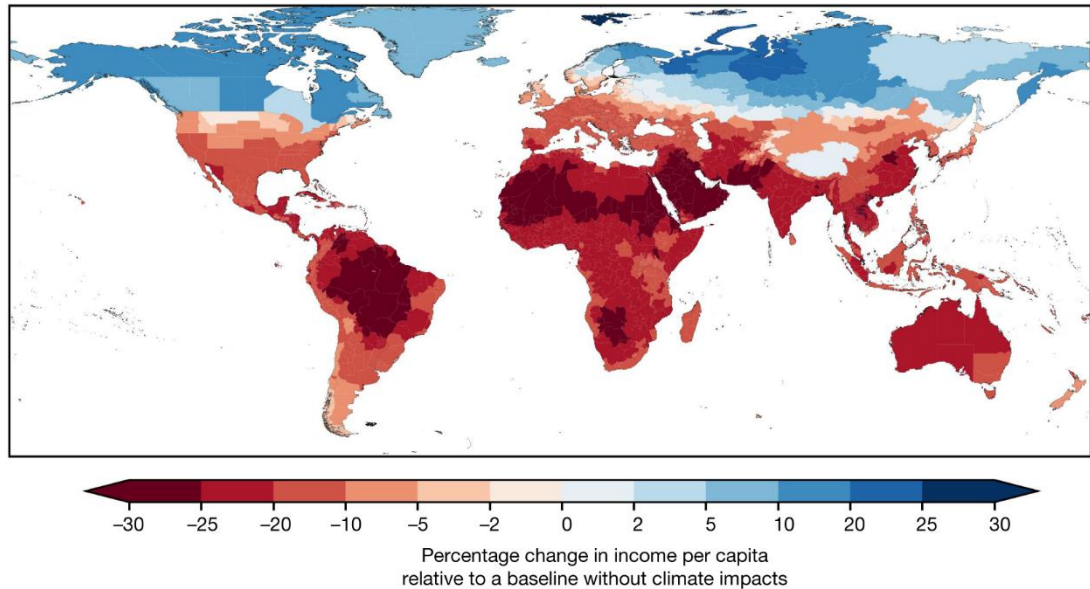 –30 –25 –20 –10 –5 –2 0 2 5 10 20 25 30
Percentage change in income per capita
relative to a baseline without climate impacts